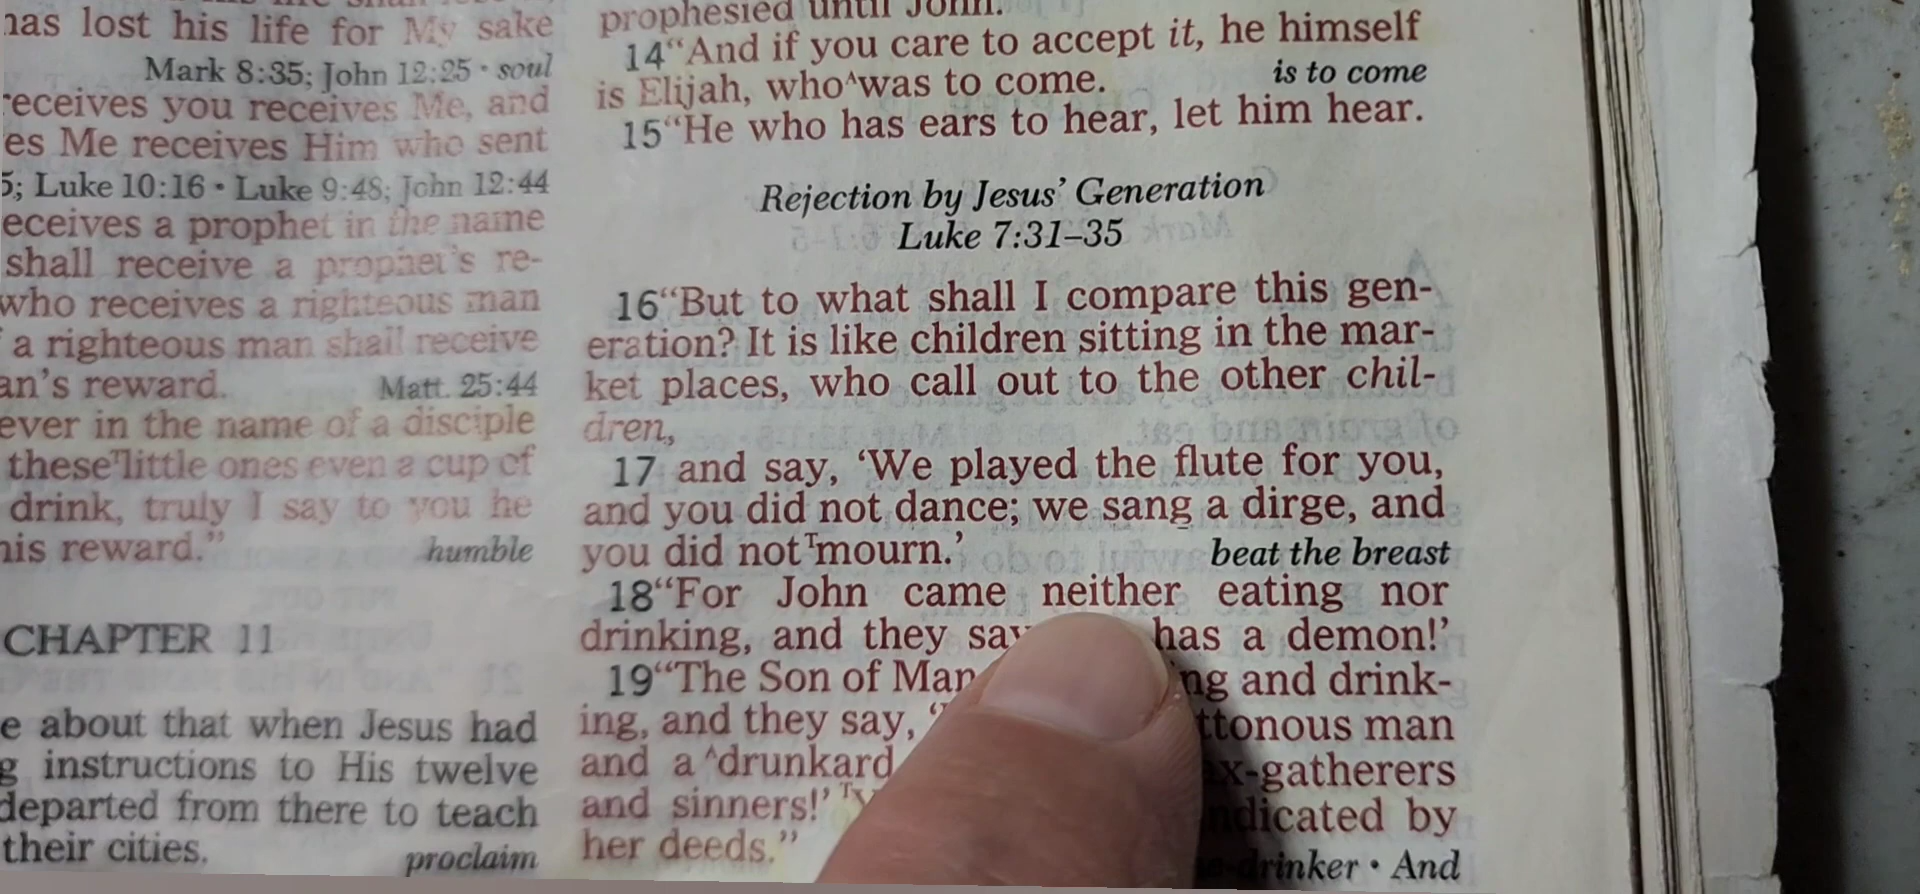 has lost his life for My sake
Mark 8:35; John 12:25 · soul
receives you receives Me, and
es Me receives Him who sent
5; Luke 10:16 • Luke 9:48; John 12:44
eceives a prophet in the name
shall receive a prophet's re-
who receives a righteous man
a righteous man shall receive
an's reward. Matt. 25:44
ever in the name of a disciple
these ᵀlittle ones even a cup of
drink, truly I say to you he
his reward.” humble
CHAPTER 11
e about that when Jesus had
g instructions to His twelve
departed from there to teach
their cities. proclaim
prophesied until John.
14“And if you care to accept it, he himself
is Elijah, who ᴬwas to come. is to come
15“He who has ears to hear, let him hear.
Rejection by Jesus’ Generation
Luke 7:31–35
16“But to what shall I compare this gen-
eration? It is like children sitting in the mar-
ket places, who call out to the other chil-
dren,
17 and say, ‘We played the flute for you,
and you did not dance; we sang a dirge, and
you did not ᵀmourn.’ beat the breast
18“For John came neither eating nor
drinking, and they say has a demon!’
19“The Son of Man ng and drink-
ing, and they say, ttonous man
and a ᴬdrunkard x-gatherers
and sinners!’ dicated by
her deeds.” drinker • And